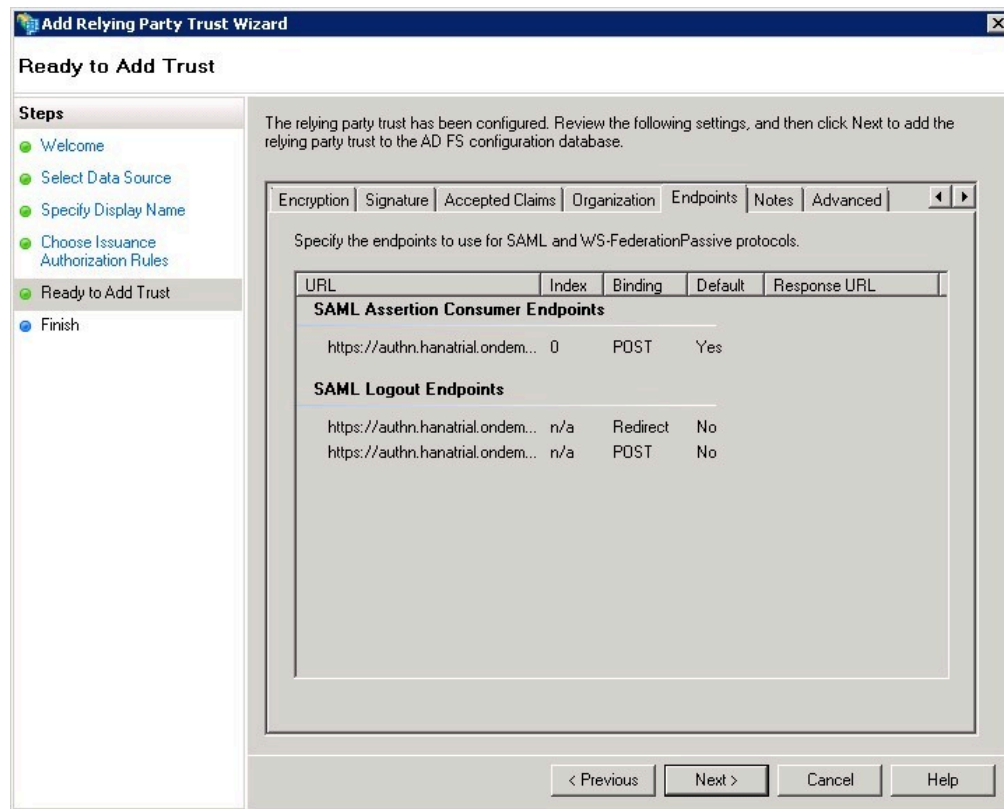 Add Relying Party Trust Wizard
Ready to Add Trust
Steps
Welcome
Select Data Source
Specify Display Name
Choose Issuance
Authorization Rules
Ready to Add Trust
Finish
The relying party trust has been configured. Review the following settings, and then click Next to add the
relying party trust to the AD FS configuration database.
Encryption Signature Accepted Claims Organization Endpoints Notes Advanced
Specify the endpoints to use for SAML and WS-FederationPassive protocols.
URL Index Binding Default Response URL
SAML Assertion Consumer Endpoints
https://authn.hanatrial.ondem... 0 POST Yes
SAML Logout Endpoints
https://authn.hanatrial.ondem... n/a Redirect No
https://authn.hanatrial.ondem... n/a POST No
< Previous Next > Cancel Help